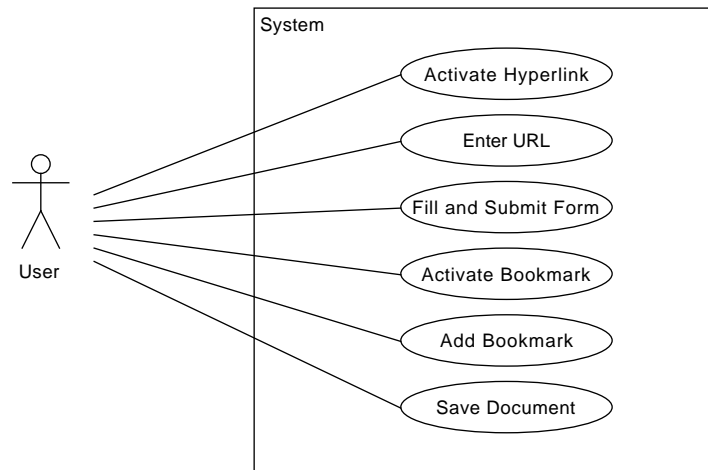 System
Activate Hyperlink
Enter URL
Fill and Submit Form
Activate Bookmark
User
Add Bookmark
Save Document